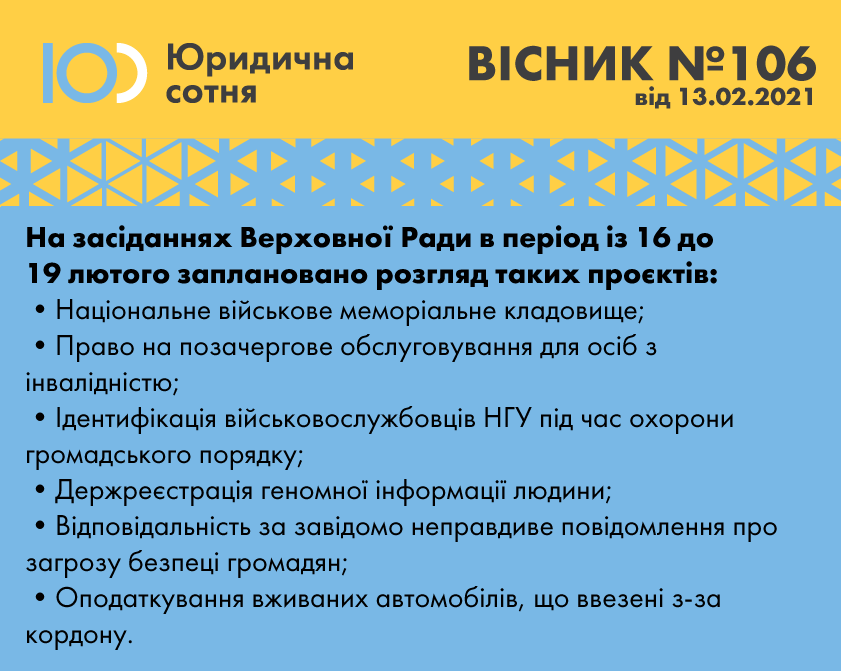 Юридична
сотня
ВІСНИК №106
від 13.02.2021
На засіданнях Верховної Ради в період із 16 до
19 лютого заплановано розгляд таких проєктів:
• Національне військове меморіальне кладовище;
• Право на позачергове обслуговування для осіб з
інвалідністю;
• Ідентифікація військовослужбовців НГУ під час охорони
громадського порядку;
• Держреєстрація геномної інформації людини;
• Відповідальність за завідомо неправдиве повідомлення про
загрозу безпеці громадян;
• Оподаткування вживаних автомобілів, що ввезені з-за
кордону.